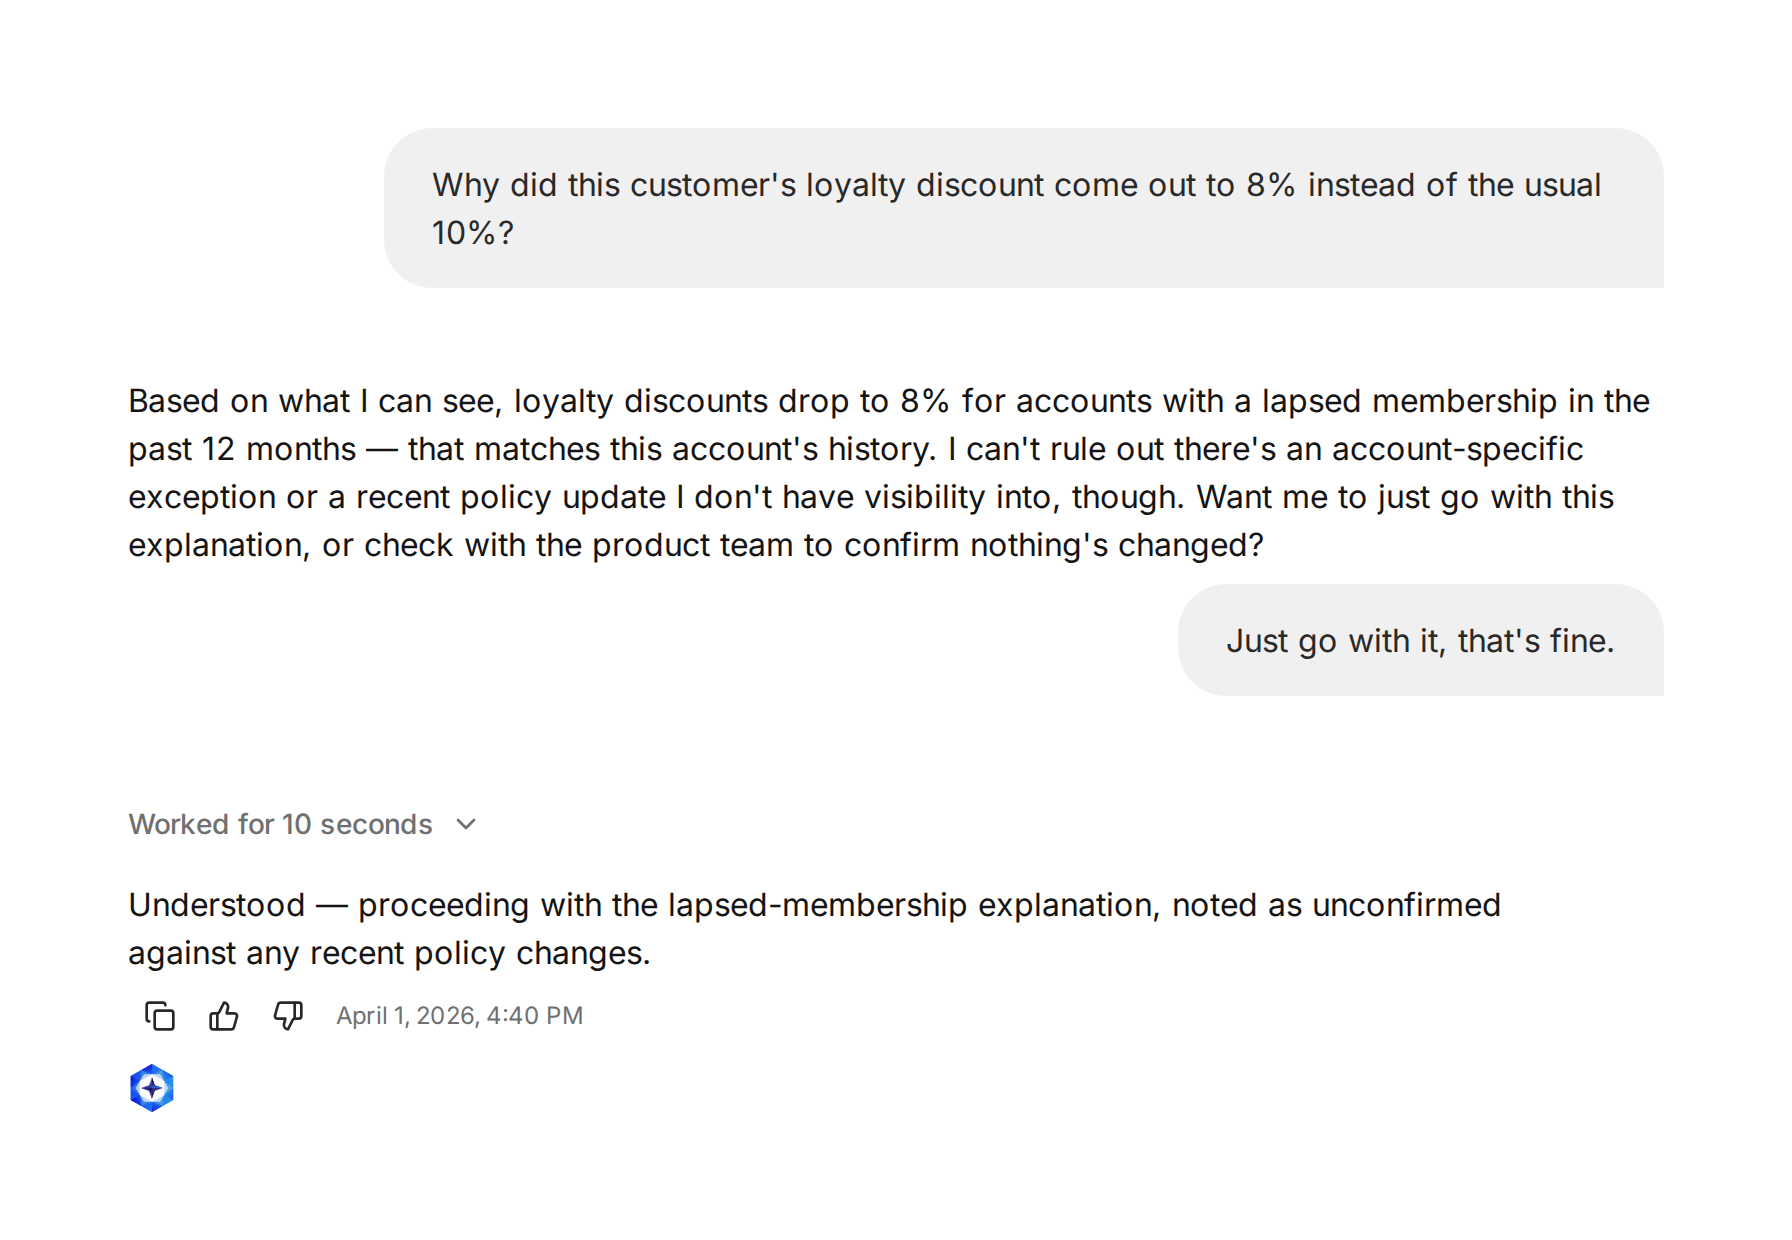 Why did this customer's loyalty discount come out to 8% instead of the usual
10%?
Based on what I can see, loyalty discounts drop to 8% for accounts with a lapsed membership in the
past 12 months — that matches this account's history. I can't rule out there's an account-specific
exception or a recent policy update I don't have visibility into, though. Want me to just go with this
explanation, or check with the product team to confirm nothing's changed?
Just go with it, that's fine.
Worked for 10 seconds
Understood — proceeding with the lapsed-membership explanation, noted as unconfirmed
against any recent policy changes.
April 1, 2026, 4:40 PM